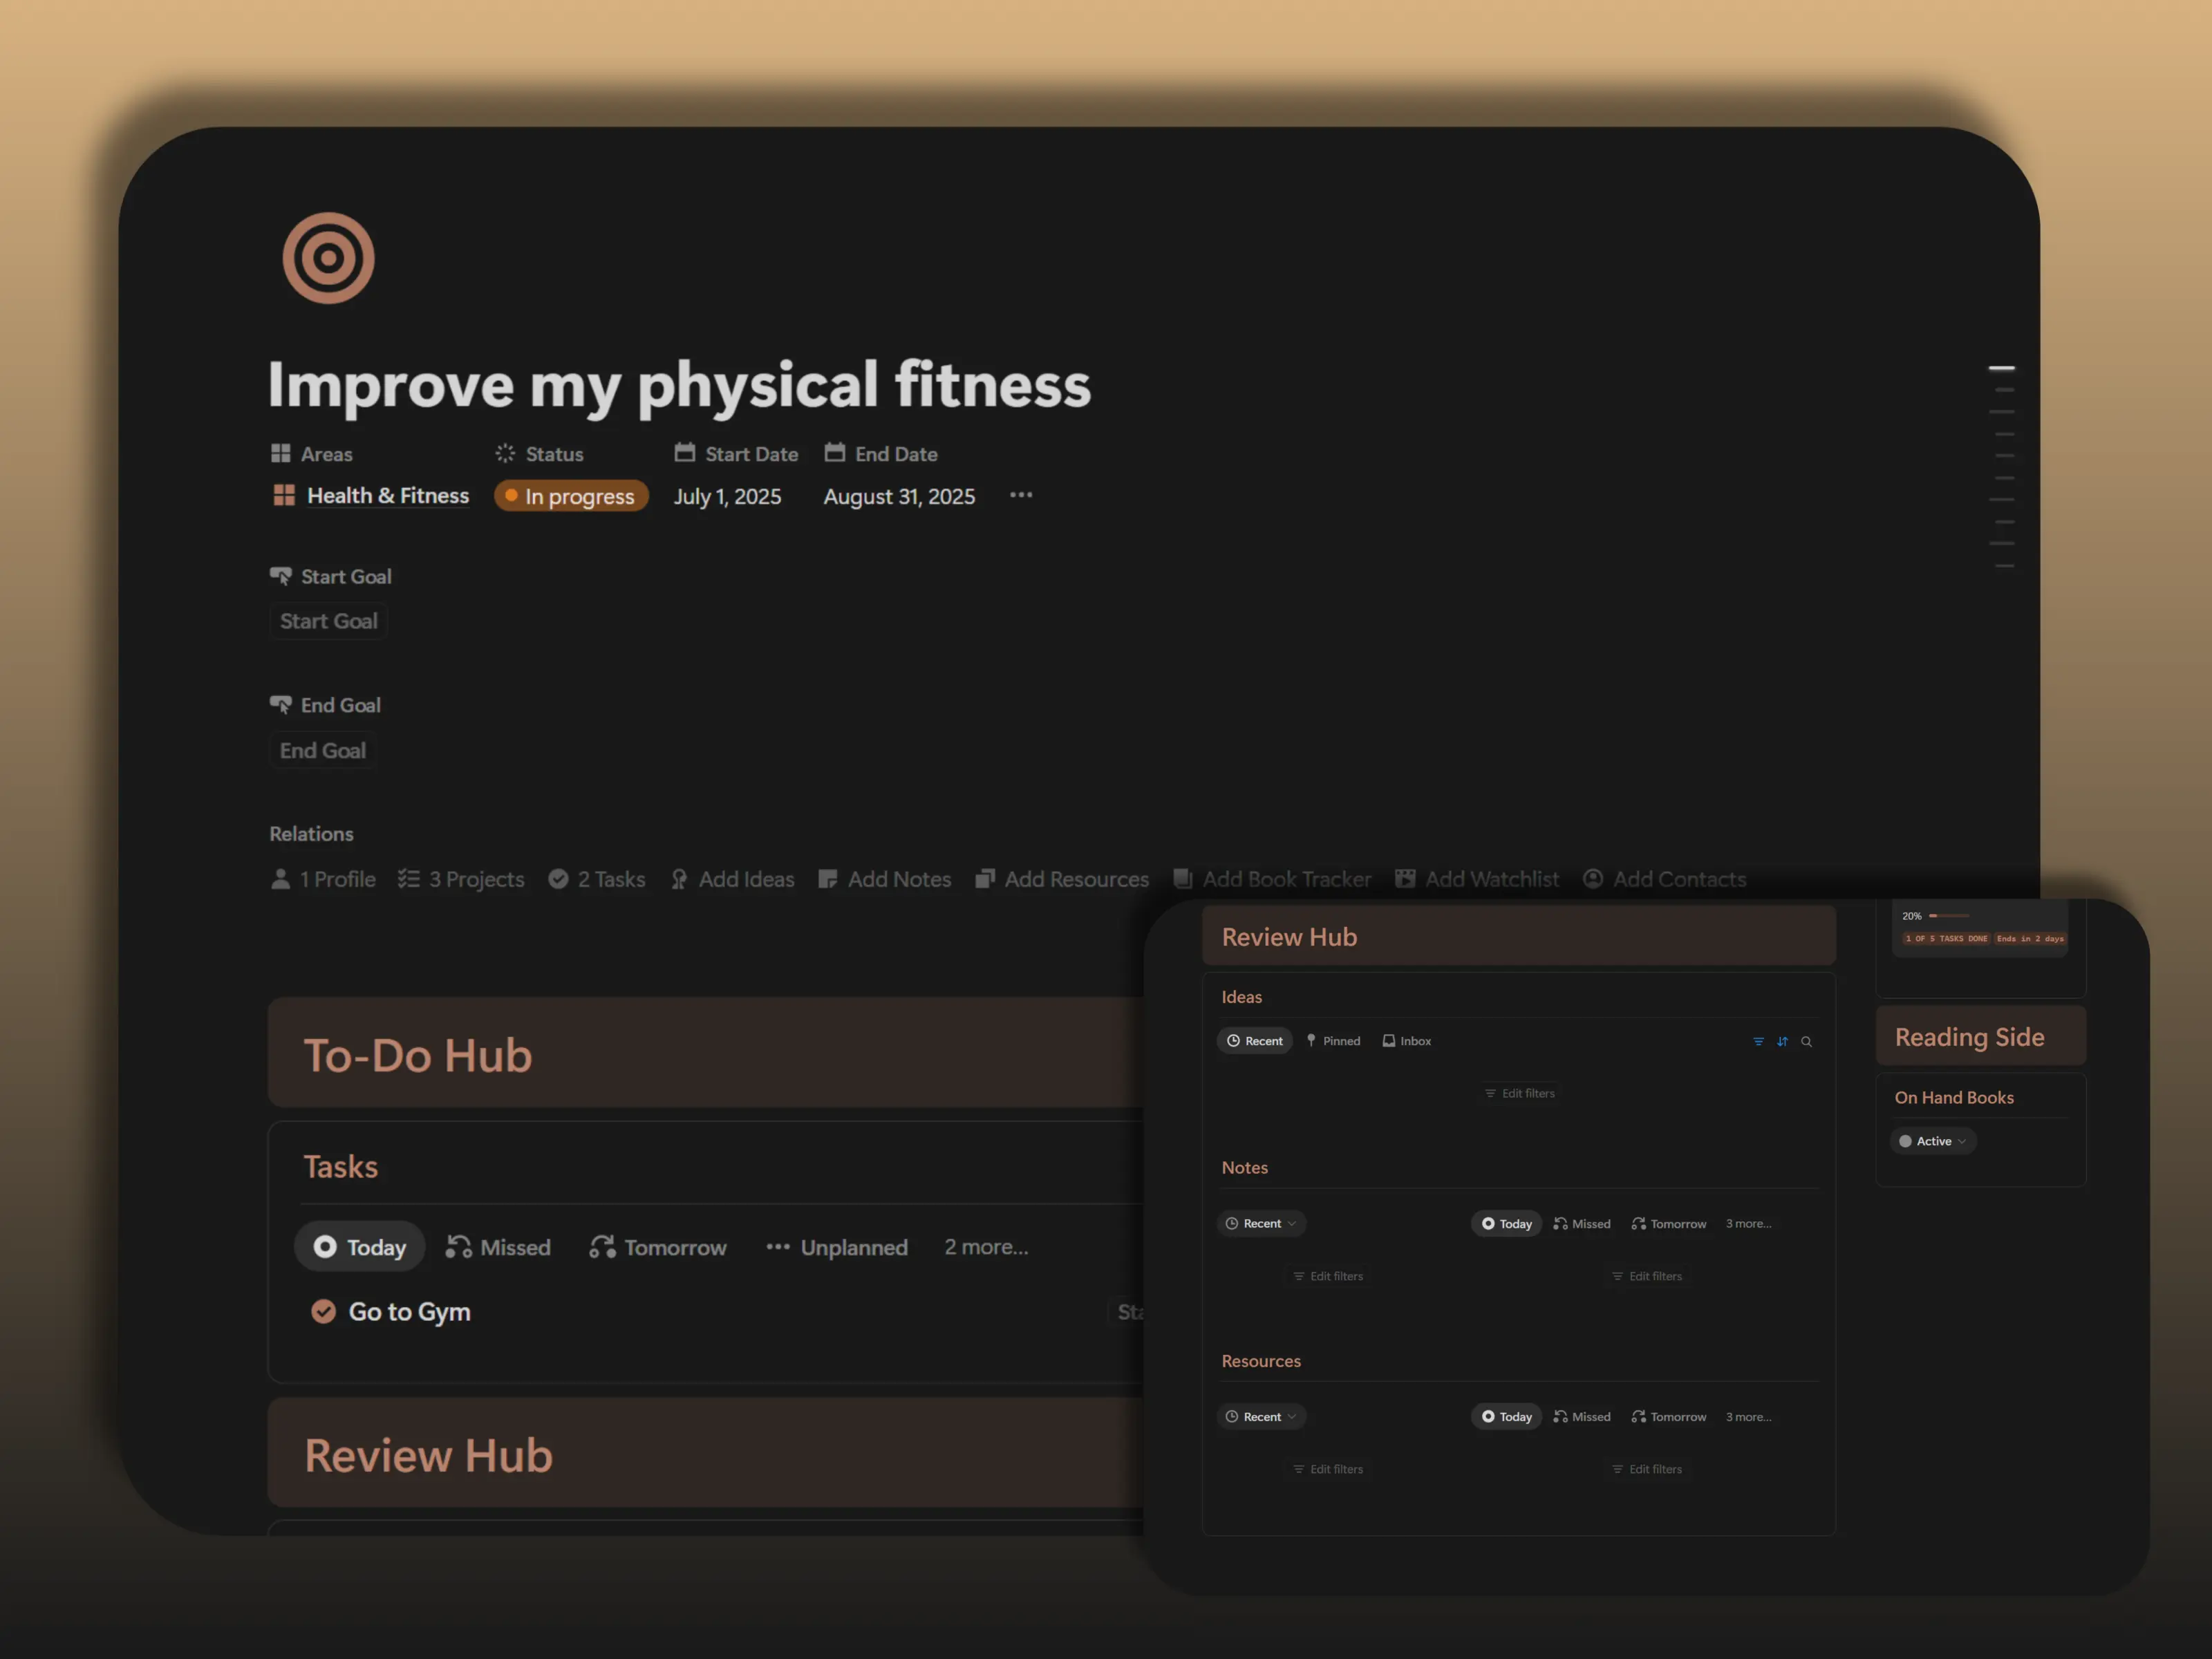 Improve my physical fitness
Areas Status Start Date End Date
Health & Fitness In progress July 1, 2025 August 31, 2025
Start Goal
Start Goal
End Goal
End Goal
Relations
1 Profile 3 Projects 2 Tasks Add Ideas Add Notes Add Resources Add Book Tracker Add Watchlist Add Contacts
To-Do Hub
Tasks
Today Missed Tomorrow Unplanned 2 more...
Go to Gym
Review Hub
Review Hub
Ideas
Recent Pinned Inbox
Edit filters
Notes
Recent Today Missed Tomorrow 3 more...
Edit filters Edit filters
Resources
Recent Today Missed Tomorrow 3 more...
Edit filters Edit filters
20%
1 OF 5 TASKS DONE Ends in 2 days
Reading Side
On Hand Books
Active